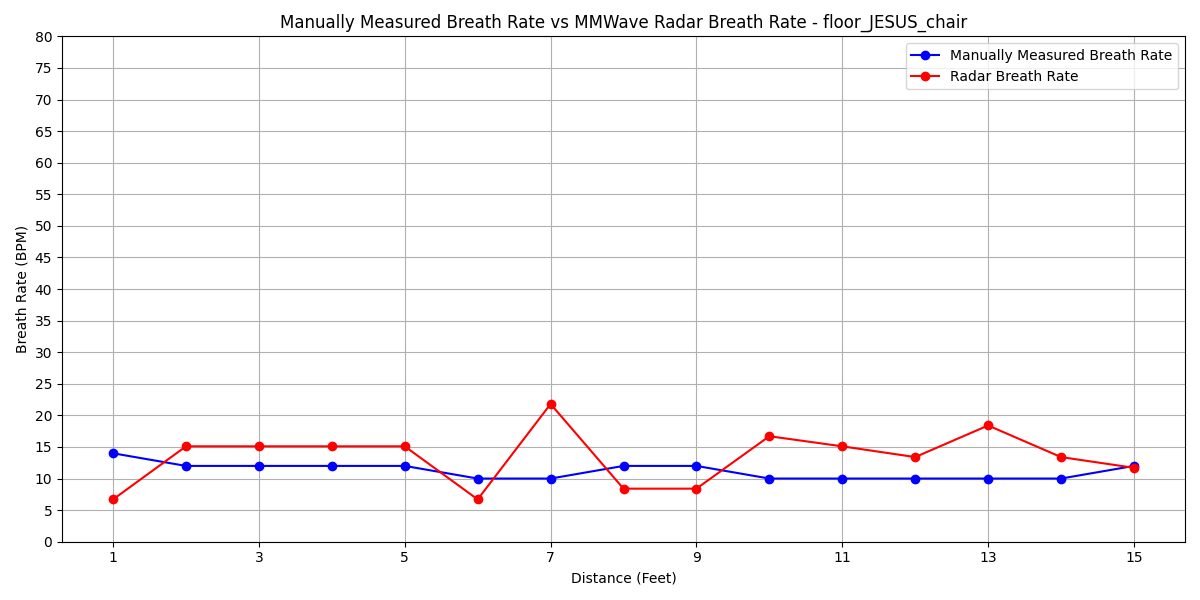 Manually Measured Breath Rate vs MMWave Radar Breath Rate - floor_JESUS_chair
Manually Measured Breath Rate
Radar Breath Rate
Breath Rate (BPM)
80
75
70
65
60
55
50
45
40
35
30
25
20
15
10
5
0
1 3 5 7 9 11 13 15
Distance (Feet)